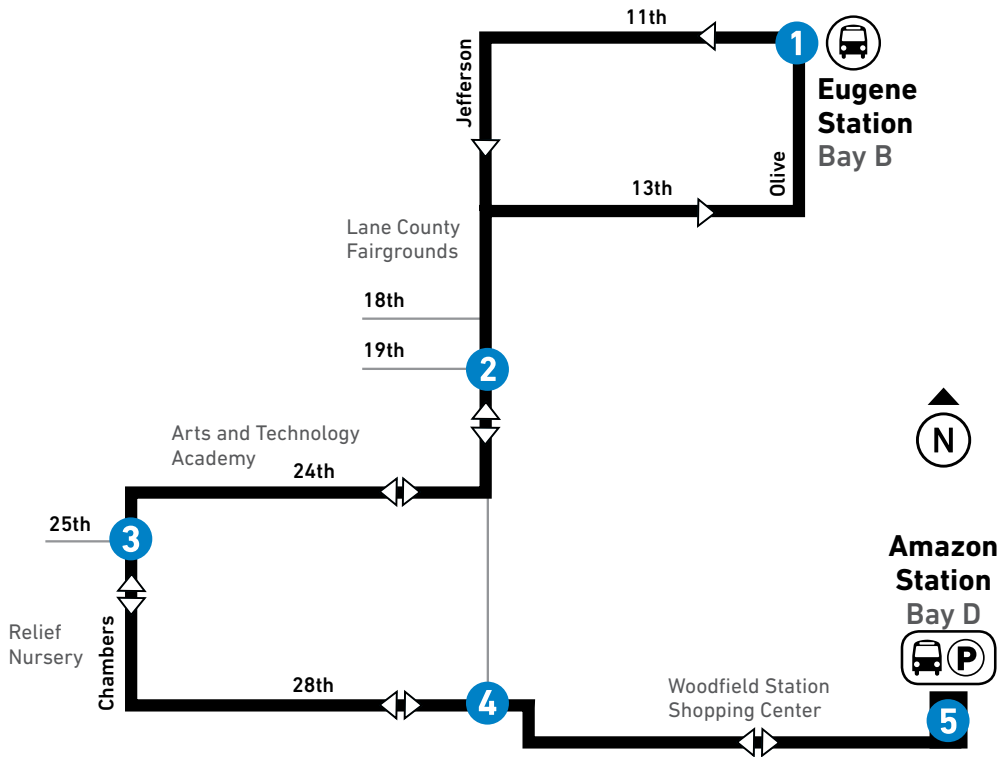 11th
1
Eugene
Station
Bay B
Jefferson
Olive
13th
Lane County
Fairgrounds
18th
19th
2
N
Arts and Technology
Academy
24th
25th
3
Amazon
Station
Bay D
P
Relief
Nursery
Chambers
28th
4
Woodfield Station
Shopping Center
5